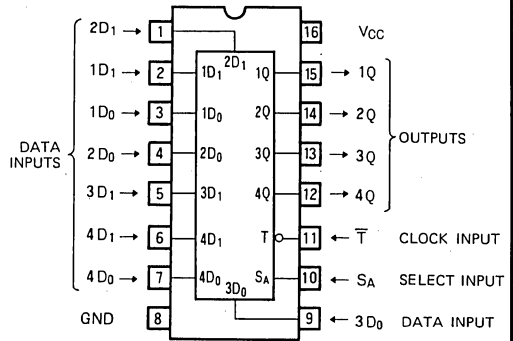 2D₁ → 1 16 Vcc
2D₁
1D₁ → 2 1D₁ 1Q 15 → 1Q
1D₀ → 3 1D₀ 2Q 14 → 2Q
DATA INPUTS
OUTPUTS
2D₀ → 4 2D₀ 3Q 13 → 3Q
3D₁ → 5 3D₁ 4Q 12 → 4Q
4D₁ → 6 4D₁ T 11 ← T̅ CLOCK INPUT
4D₀ → 7 4D₀ Sᴀ 10 ← Sᴀ SELECT INPUT
3D₀
GND 8 9 ← 3D₀ DATA INPUT